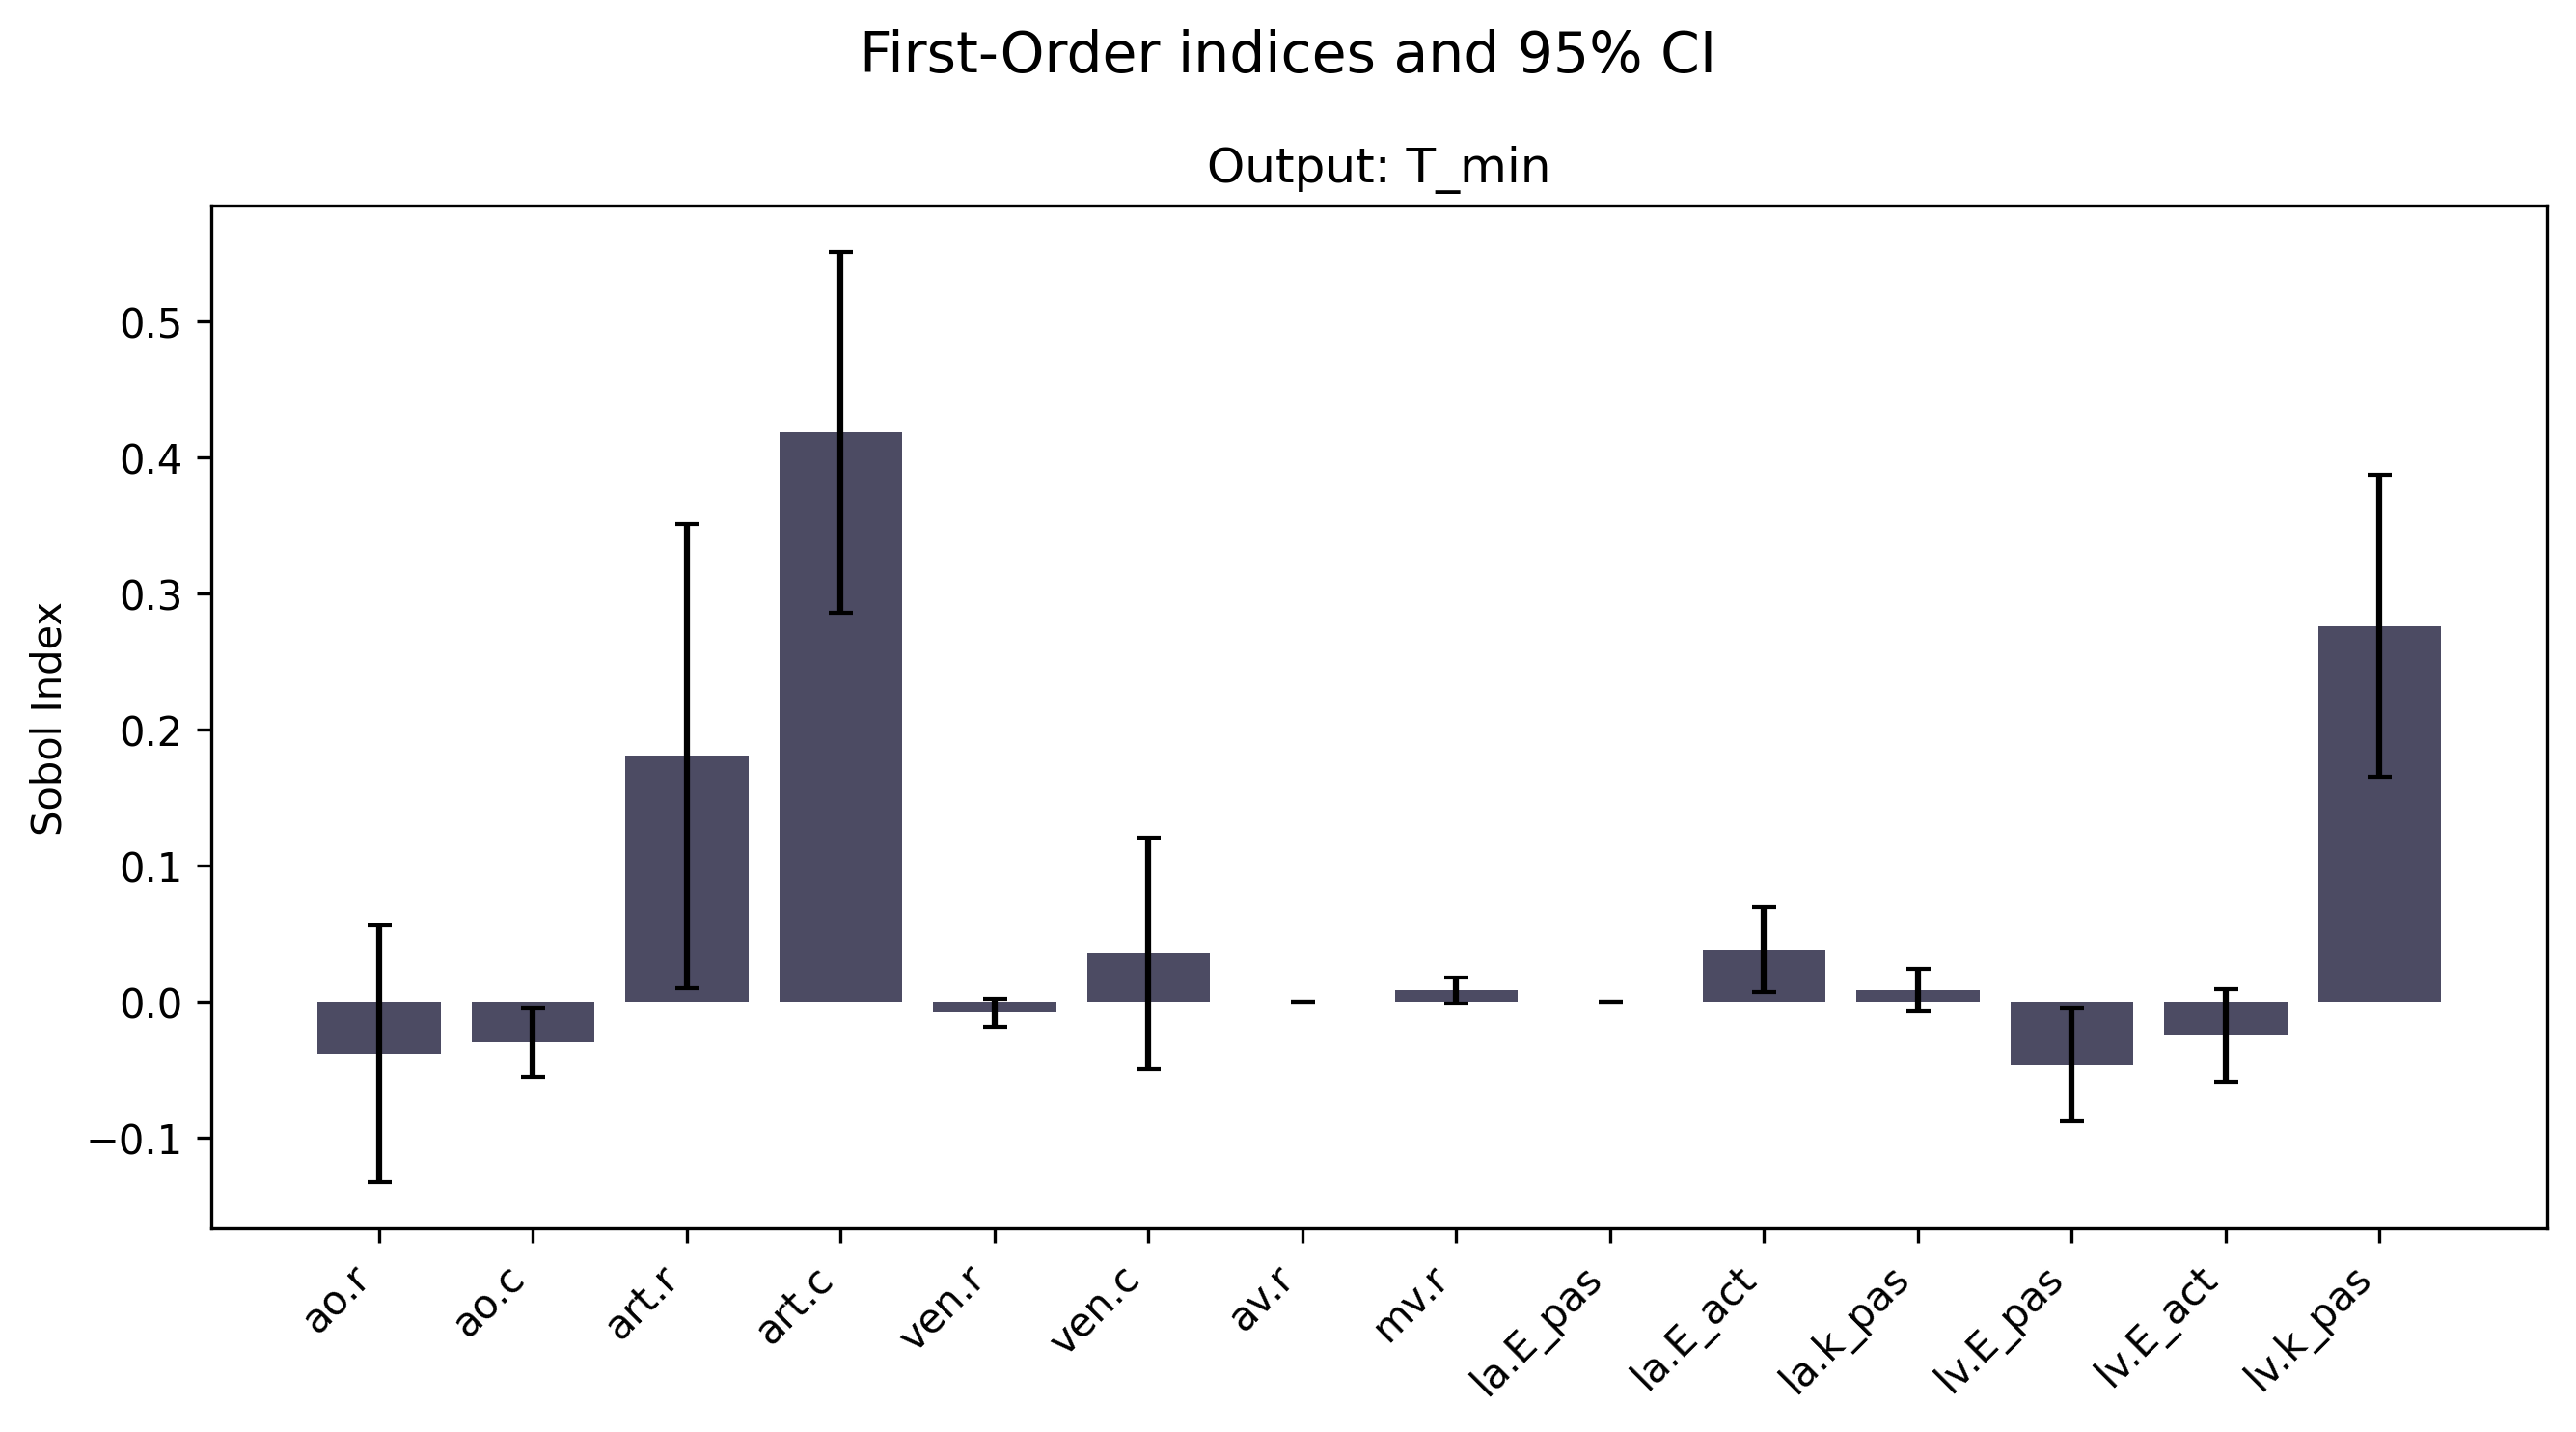 First-Order indices and 95% CI
Output: T_min
Sobol Index
0.5
0.4
0.3
0.2
0.1
0.0
−0.1
ao.r
ao.c
art.r
art.c
ven.r
ven.c
av.r
mv.r
la.E_pas
la.E_act
la.k_pas
lv.E_pas
lv.E_act
lv.k_pas